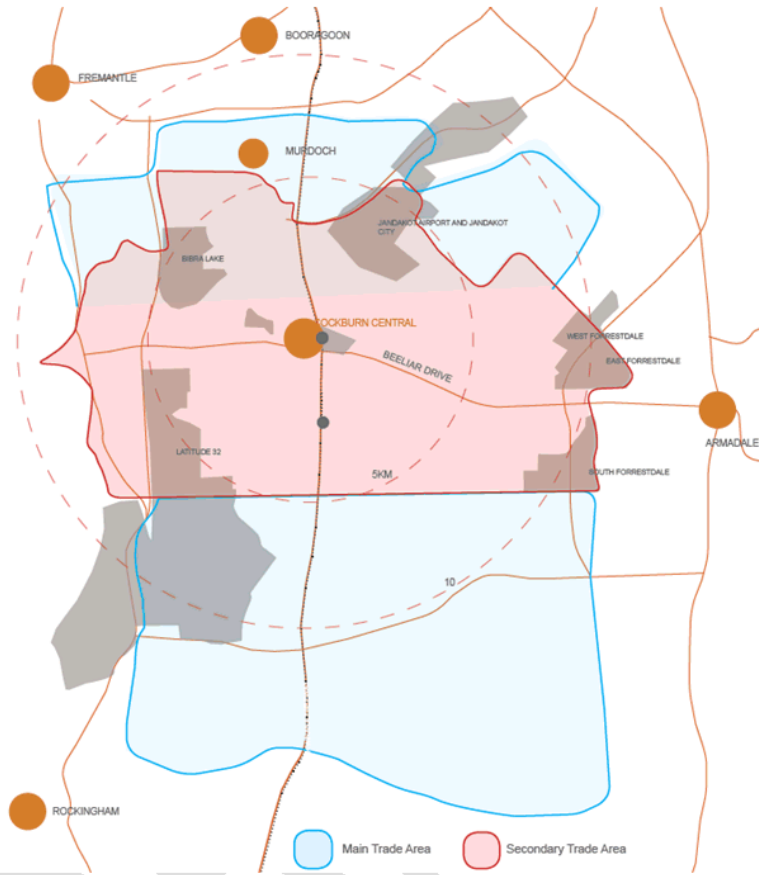 BOORAGOON
FREMANTLE
MURDOCH
JANDAKOT AIRPORT AND JANDAKOT
CITY
BIBRA LAKE
COCKBURN CENTRAL
WEST FORRESTDALE
BEELIAR DRIVE
EAST FORRESTDALE
ARMADALE
LATITUDE 32
5KM
SOUTH FORRESTDALE
10
ROCKINGHAM
Main Trade Area
Secondary Trade Area